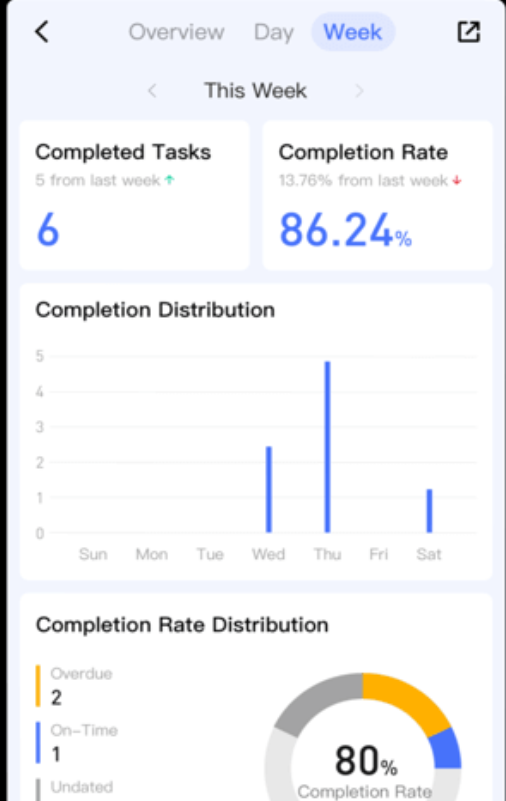 Overview Day Week
This Week
Completed Tasks
5 from last week
6
Completion Rate
13.76% from last week
86.24%
Completion Distribution
5
4
3
2
1
0
Sun Mon Tue Wed Thu Fri Sat
Completion Rate Distribution
Overdue
2
On-Time
1
Undated
80%
Completion Rate